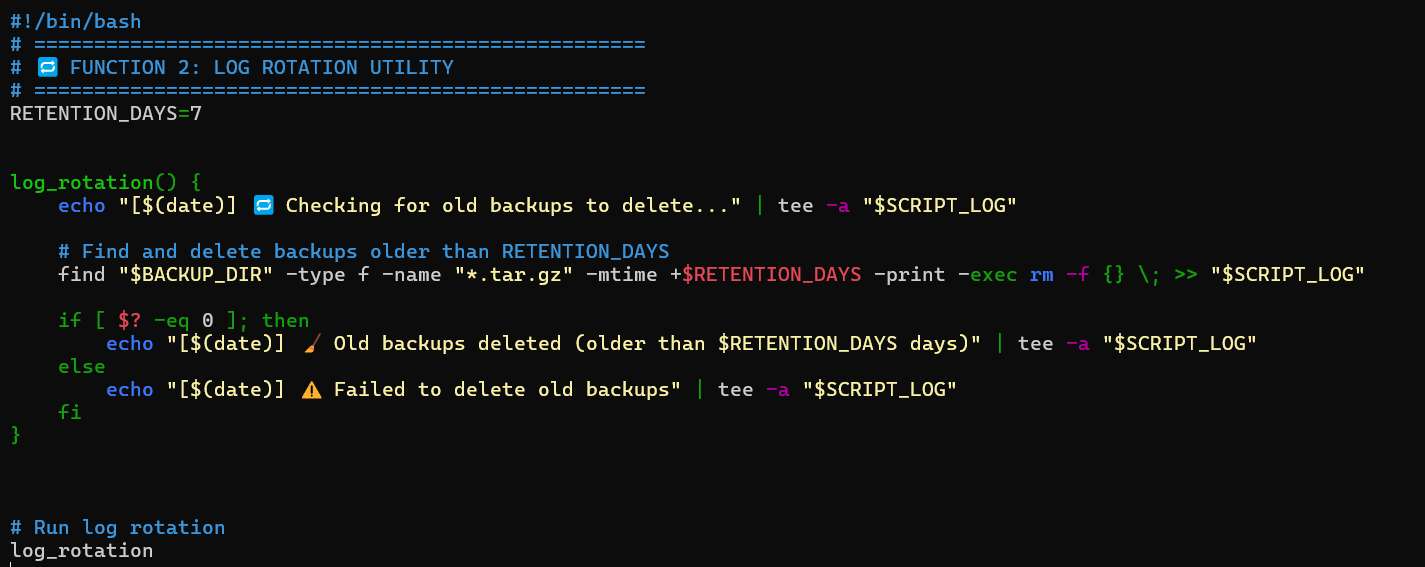 #!/bin/bash
# ===================================================
# 🔁 FUNCTION 2: LOG ROTATION UTILITY
# ===================================================
RETENTION_DAYS=7
log_rotation() {
    echo "[$(date)] 🔁 Checking for old backups to delete..." | tee -a "$SCRIPT_LOG"
    # Find and delete backups older than RETENTION_DAYS
    find "$BACKUP_DIR" -type f -name "*.tar.gz" -mtime +$RETENTION_DAYS -print -exec rm -f {} \; >> "$SCRIPT_LOG"
    if [ $? -eq 0 ]; then
        echo "[$(date)] 🧹 Old backups deleted (older than $RETENTION_DAYS days)" | tee -a "$SCRIPT_LOG"
    else
        echo "[$(date)] ⚠️ Failed to delete old backups" | tee -a "$SCRIPT_LOG"
    fi
}
# Run log rotation
log_rotation